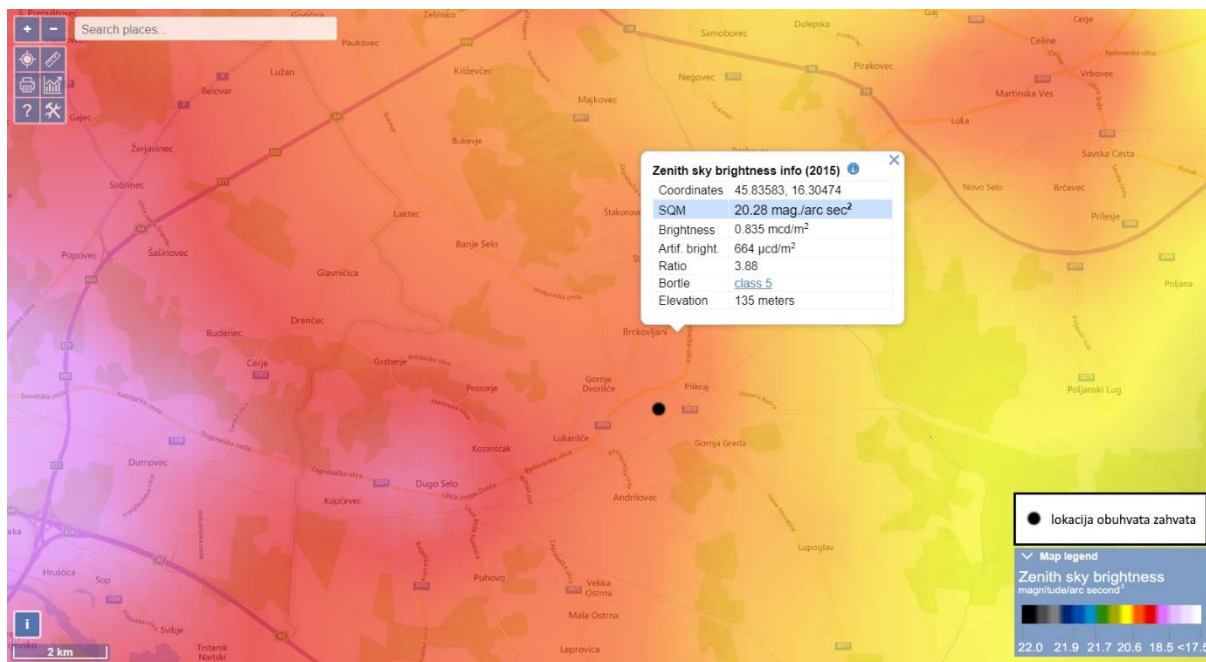 Search places...
Zelinsko
Paukovec
Lužan
Belovar
Gajec
Križevčec
Majkovec
Bukevje
Žerjavinec
Soblinec
Laktec
Banje Selo
Popovec
Šašinovec
Glavničica
Budenec
Drenčec
Cerje
Graberje
Prozorje
Gornje
Dvorišće
Brckovljani
Prikraj
Kozinščak
Lukarišće
Gornja Greda
Dumovec
Kopčevec
Dugo Selo
Andrilovec
Hrušćica
Sop
Puhovo
Velika
Ostrna
Mala Ostrna
Svibje
Trstenik
Nartski
Leprovica
Lupoglav
Dulepska
Samoborec
Negovec
Pirakovec
Gaj
Cerje
Celine
Vrbovec
Martinska Ves
Luka
Savska Cesta
Novo Selo
Brčevec
Prilesje
Poljana
Poljanski Lug
Zenith sky brightness info (2015)
Coordinates 45.83583, 16.30474
SQM 20.28 mag./arc sec²
Brightness 0.835 mcd/m²
Artif. bright. 664 μcd/m²
Ratio 3.88
Bortle class 5
Elevation 135 meters
lokacija obuhvata zahvata
Map legend
Zenith sky brightness
magnitude/arc second²
22.0 21.9 21.7 20.6 18.5 <17.5
2 km